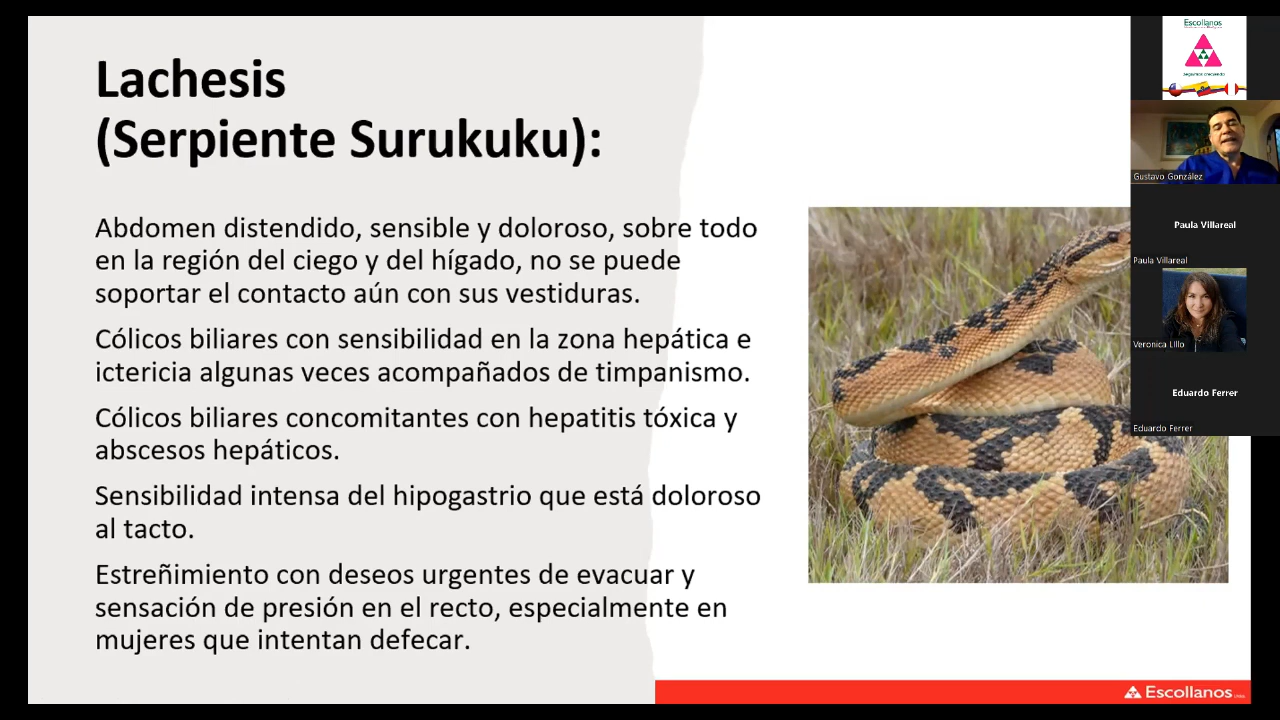 Lachesis
(Serpiente Surukuku):
Abdomen distendido, sensible y doloroso, sobre todo
en la región del ciego y del hígado, no se puede
soportar el contacto aún con sus vestiduras.
Cólicos biliares con sensibilidad en la zona hepática e
ictericia algunas veces acompañados de timpanismo.
Cólicos biliares concomitantes con hepatitis tóxica y
abscesos hepáticos.
Sensibilidad intensa del hipogastrio que está doloroso
al tacto.
Estreñimiento con deseos urgentes de evacuar y
sensación de presión en el recto, especialmente en
mujeres que intentan defecar.
Escollanos
Escollanos
Gustavo González
Paula Villareal
Paula Villareal
Veronica LIllo
Eduardo Ferrer
Eduardo Ferrer